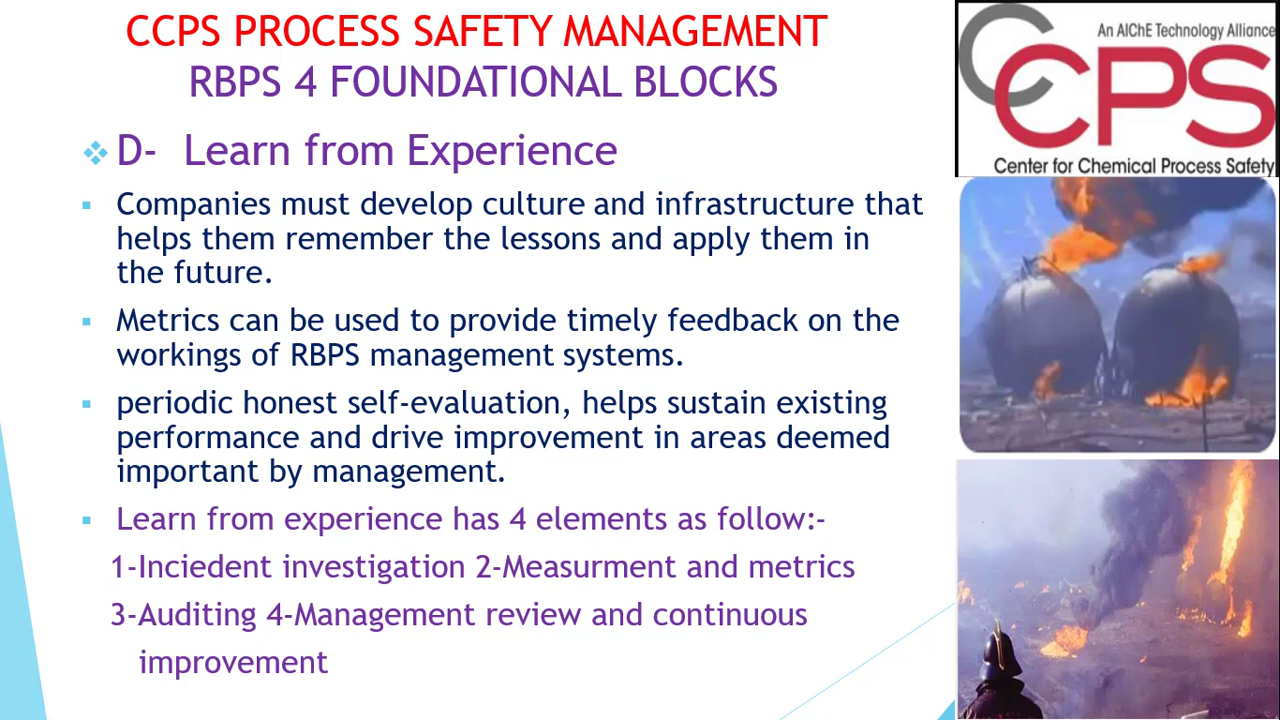 CCPS PROCESS SAFETY MANAGEMENT
RBPS 4 FOUNDATIONAL BLOCKS
D- Learn from Experience
Companies must develop culture and infrastructure that
helps them remember the lessons and apply them in
the future.
Metrics can be used to provide timely feedback on the
workings of RBPS management systems.
periodic honest self-evaluation, helps sustain existing
performance and drive improvement in areas deemed
important by management.
Learn from experience has 4 elements as follow:-
1-Inciedent investigation 2-Measurment and metrics
3-Auditing 4-Management review and continuous
improvement
An AIChE Technology Alliance
CCPS
Center for Chemical Process Safety